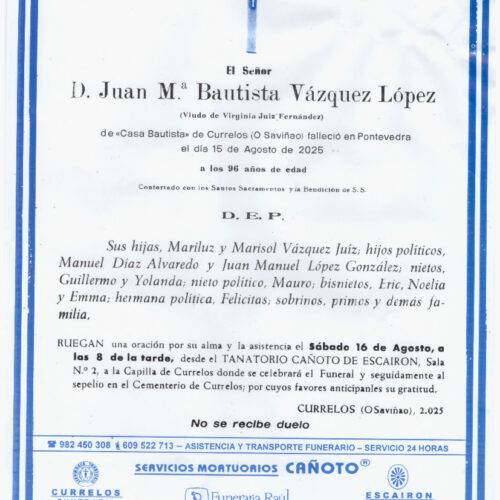 El Señor
D. Juan M.ª Bautista Vázquez López
(Viudo de Virginia Juiz Fernández)
de «Casa Bautista» de Currelos (O Saviñao) falleció en Pontevedra
el día 15 de Agosto de 2025
a los 96 años de edad
Confortado con los Santos Sacramentos y la Bendición de S. S.
D. E. P.
Sus hijas, Mariluz y Marisol Vázquez Juiz; hijos políticos,
Manuel Díaz Alvaredo y Juan Manuel López González; nietos,
Guillermo y Yolanda; nieto político, Mauro; bisnietos, Eric, Noelia
y Emma; hermana política, Felicitas; sobrinos, primos y demás fa-
milia,
RUEGAN una oración por su alma y la asistencia el Sábado 16 de Agosto, a
las 8 de la tarde, desde el TANATORIO CAÑOTO DE ESCAIRON, Sala
N.º 2, a la Capilla de Currelos donde se celebrará el Funeral y seguidamente al
sepelio en el Cementerio de Currelos; por cuyos favores anticipanles su gratitud.
CURRELOS (OSaviñao), 2.025
No se recibe duelo
982 450 308 609 522 713 – ASISTENCIA Y TRANSPORTE FUNERARIO – SERVICIO 24 HORAS
SERVICIOS MORTUORIOS CAÑOTO®
CURRELOS
Funeraria Raúl
ESCAIRON